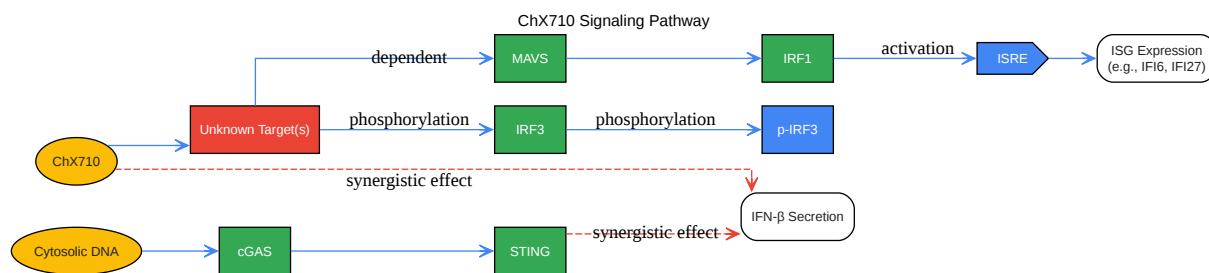 ChX710 Signaling Pathway
dependent
MAVS
IRF1
activation
ISRE
ISG Expression
(e.g., IFI6, IFI27)
Unknown Target(s)
phosphorylation
IRF3
phosphorylation
p-IRF3
ChX710
synergistic effect
IFN-β Secretion
Cytosolic DNA
cGAS
STING
synergistic effect